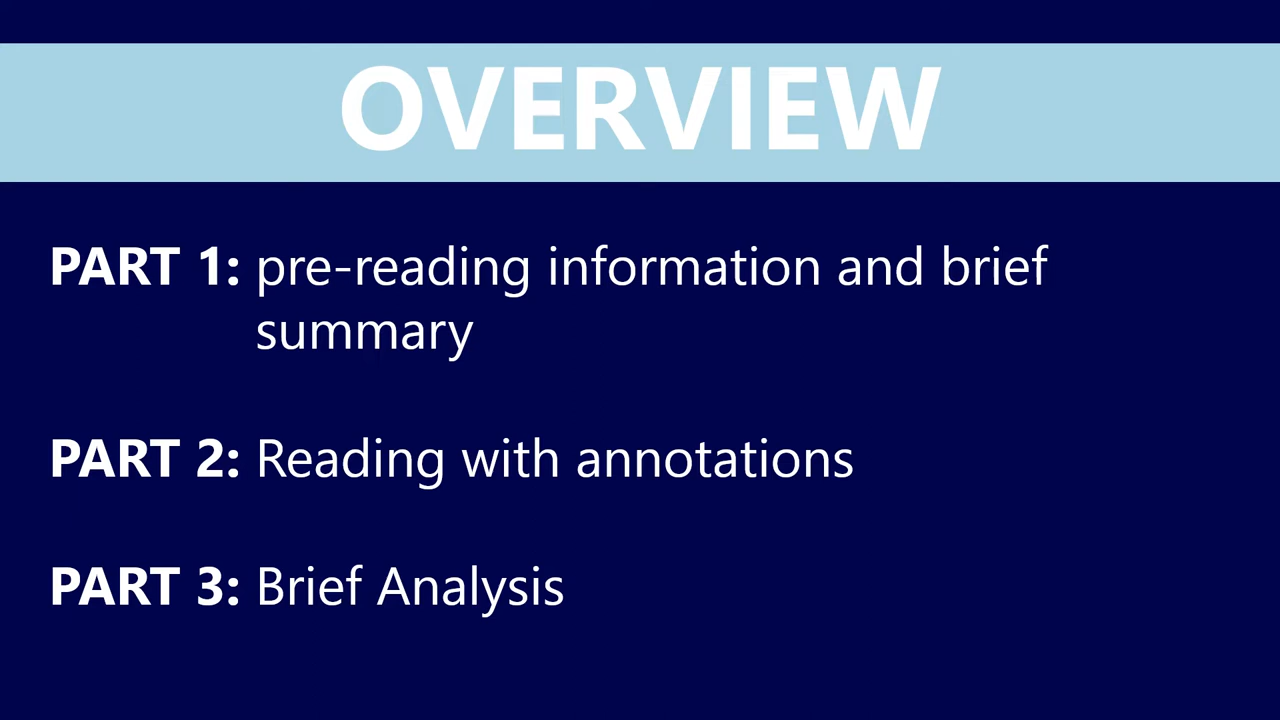 OVERVIEW
PART 1: pre-reading information and brief
summary
PART 2: Reading with annotations
PART 3: Brief Analysis